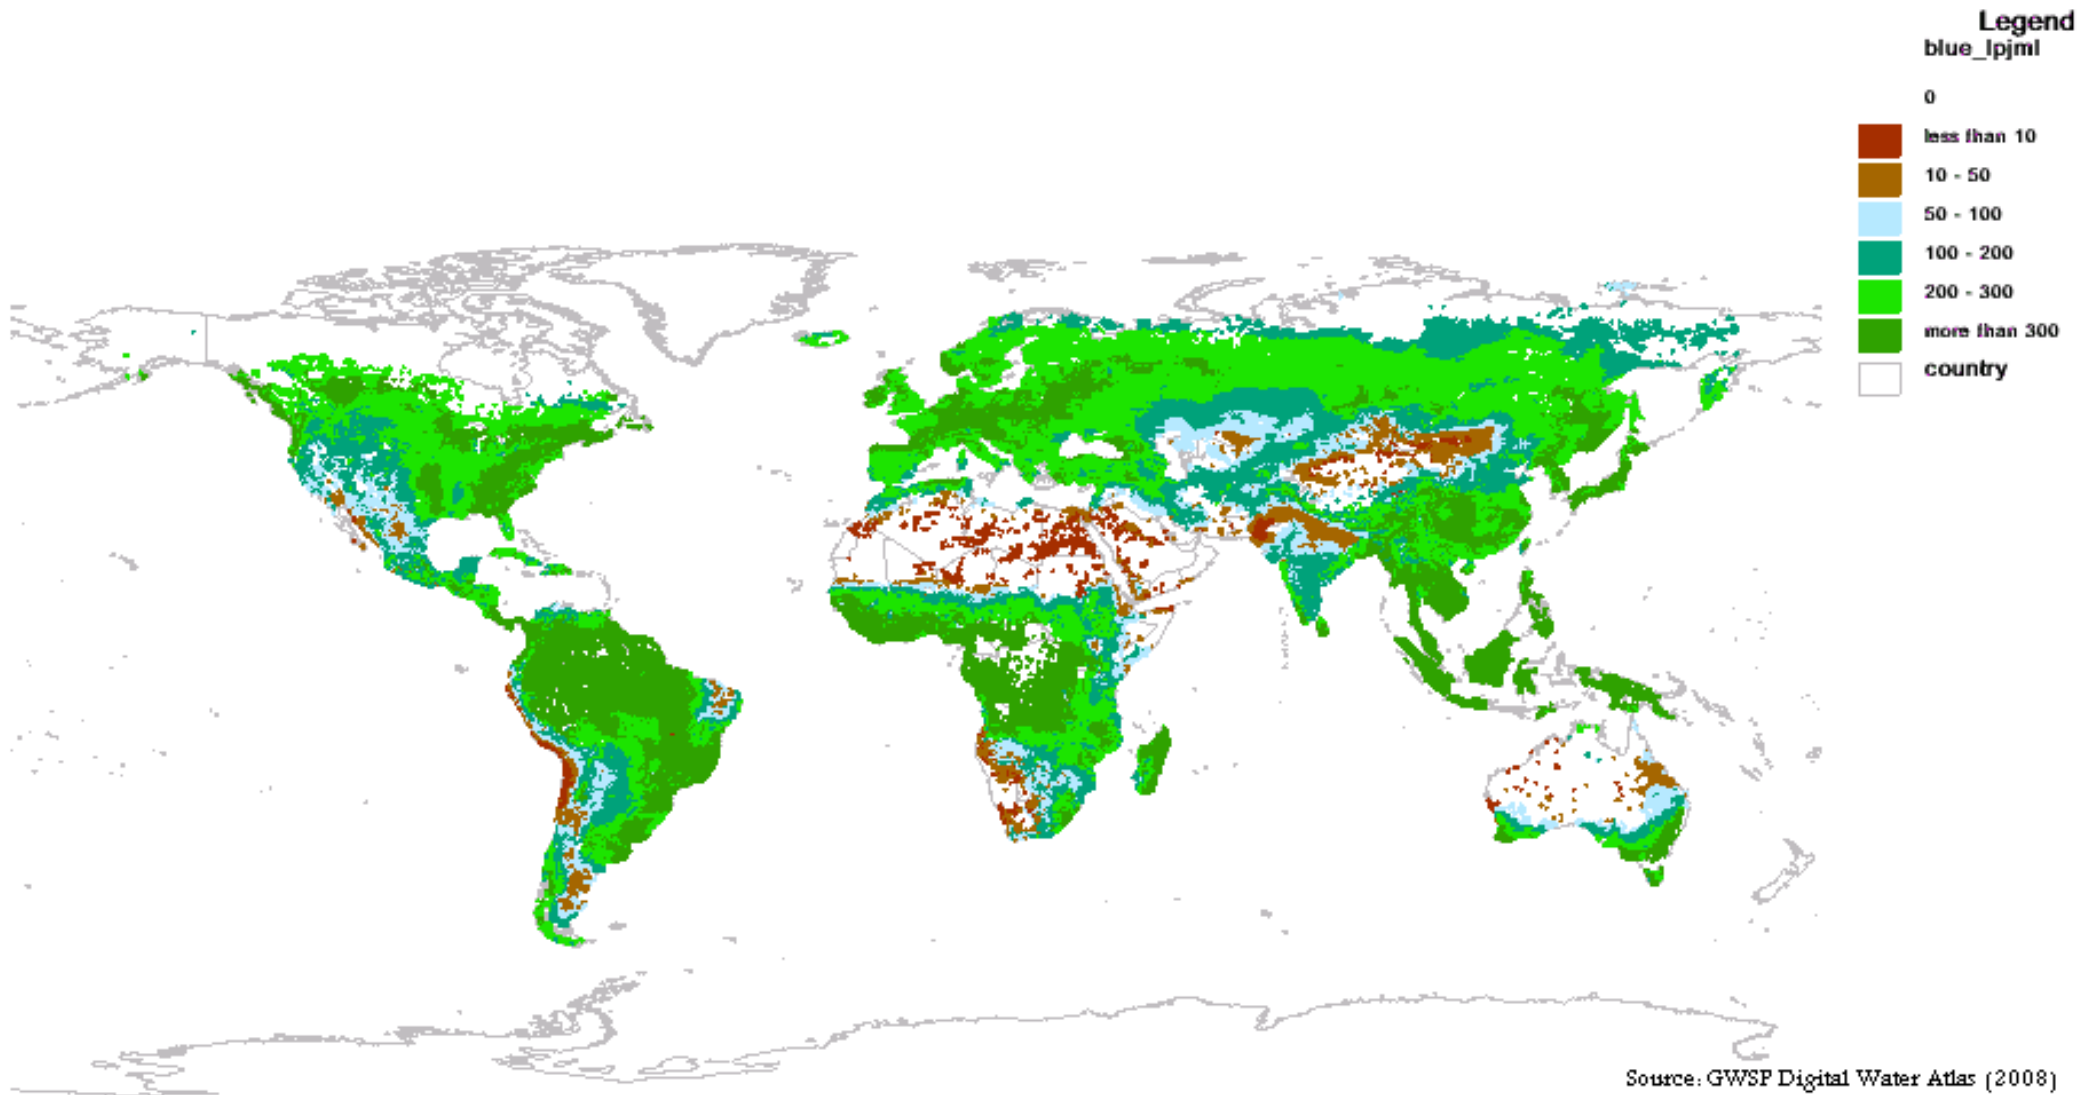 Legend
blue_lpjml
0
less than 10
10 - 50
50 - 100
100 - 200
200 - 300
more than 300
country
Source: GWSP Digital Water Atlas (2008)